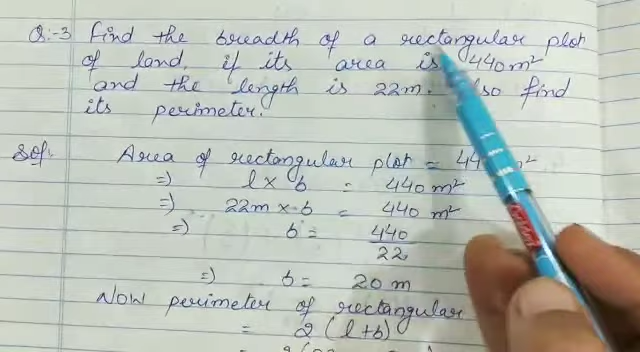 Q:-3 Find the breadth of a rectangular plot
of land, if its area is 440m²
and the length is 22m. Also find
its perimeter.
Sol. Area of rectangular plot = 440 m²
=) l × b = 440 m²
=) 22m × b = 440 m²
=) b = 440
22
=) b = 20 m
Now perimeter of rectangular
= 2 (l+b)